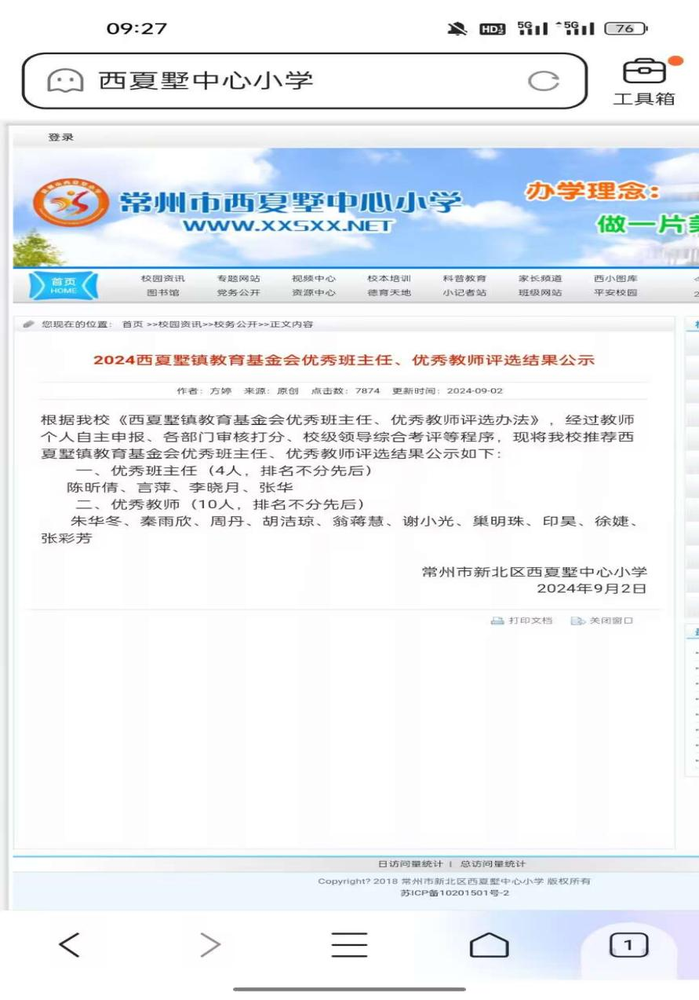 09:27
HD 5G 5G 76
西夏墅中心小学
工具箱
登录
常州市西夏墅中心小学
WWW.XXSXX.NET
办学理念：
做一片美
首页
HOME
校园资讯 专题网站 视频中心 校本培训 科普教育 家长频道 西小图库
图书馆 党务公开 资源中心 德育天地 小记者站 班级网站 平安校园
您现在的位置： 首页 >>校园资讯>>校务公开>>正文内容
2024西夏墅镇教育基金会优秀班主任、优秀教师评选结果公示
作者：方婷 来源：原创 点击数：7874 更新时间：2024-09-02
根据我校《西夏墅镇教育基金会优秀班主任、优秀教师评选办法》，经过教师
个人自主申报、各部门审核打分、校级领导综合考评等程序，现将我校推荐西
夏墅镇教育基金会优秀班主任、优秀教师评选结果公示如下：
一、优秀班主任（4人，排名不分先后）
陈昕倩、言萍、李晓月、张华
二、优秀教师（10人，排名不分先后）
朱华冬、秦雨欣、周丹、胡洁琼、翁蒋慧、谢小光、巢明珠、印昊、徐婕、
张彩芳
常州市新北区西夏墅中心小学
2024年9月2日
打印文档 关闭窗口
日访问量统计 | 总访问量统计
Copyright? 2018 常州市新北区西夏墅中心小学 版权所有
苏ICP备10201501号-2
1